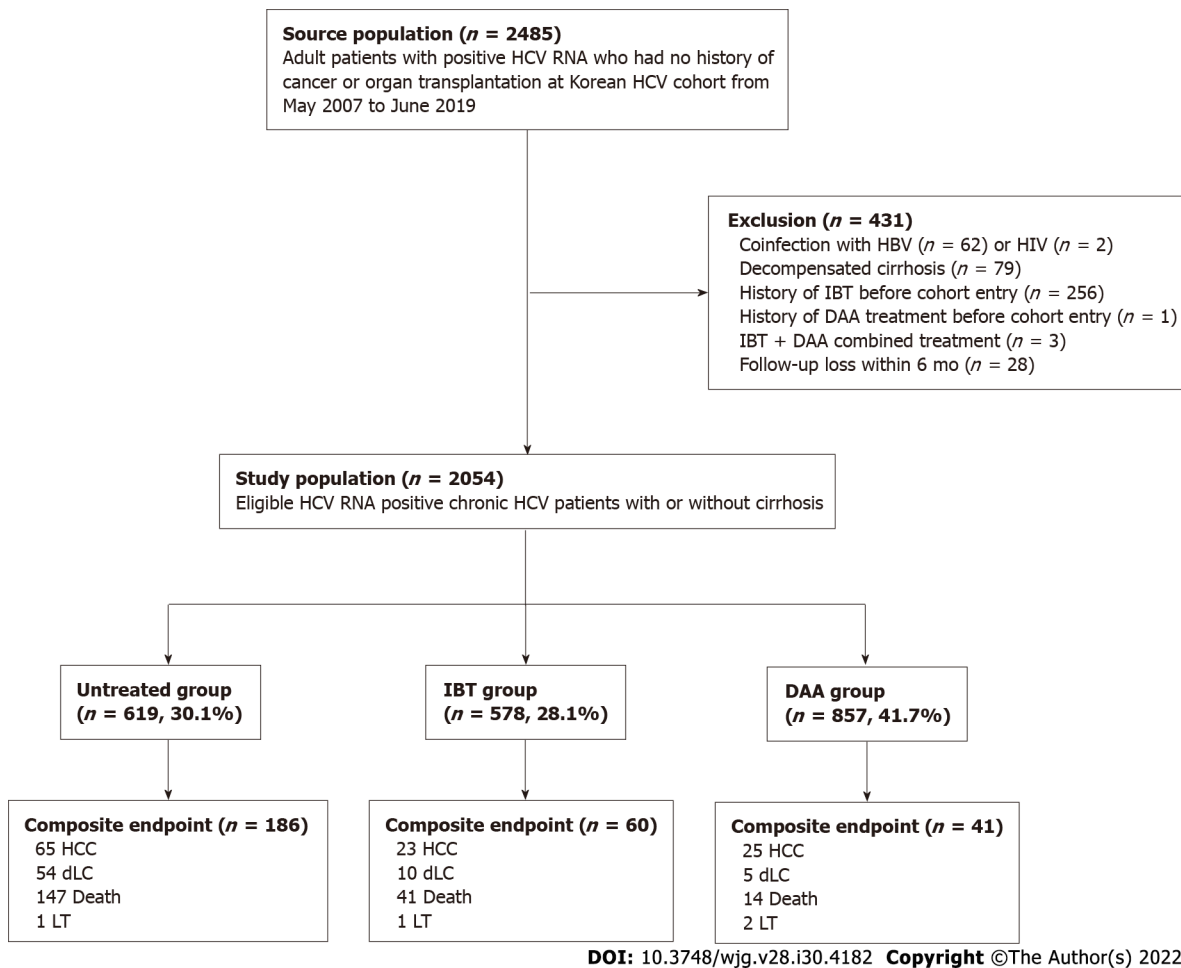 Source population (n = 2485)
Adult patients with positive HCV RNA who had no history of
cancer or organ transplantation at Korean HCV cohort from
May 2007 to June 2019
Exclusion (n = 431)
Coinfection with HBV (n = 62) or HIV (n = 2)
Decompensated cirrhosis (n = 79)
History of IBT before cohort entry (n = 256)
History of DAA treatment before cohort entry (n = 1)
IBT + DAA combined treatment (n = 3)
Follow-up loss within 6 mo (n = 28)
Study population (n = 2054)
Eligible HCV RNA positive chronic HCV patients with or without cirrhosis
Untreated group
(n = 619, 30.1%)
IBT group
(n = 578, 28.1%)
DAA group
(n = 857, 41.7%)
Composite endpoint (n = 186)
65 HCC
54 dLC
147 Death
1 LT
Composite endpoint (n = 60)
23 HCC
10 dLC
41 Death
1 LT
Composite endpoint (n = 41)
25 HCC
5 dLC
14 Death
2 LT
DOI: 10.3748/wjg.v28.i30.4182 Copyright ©The Author(s) 2022